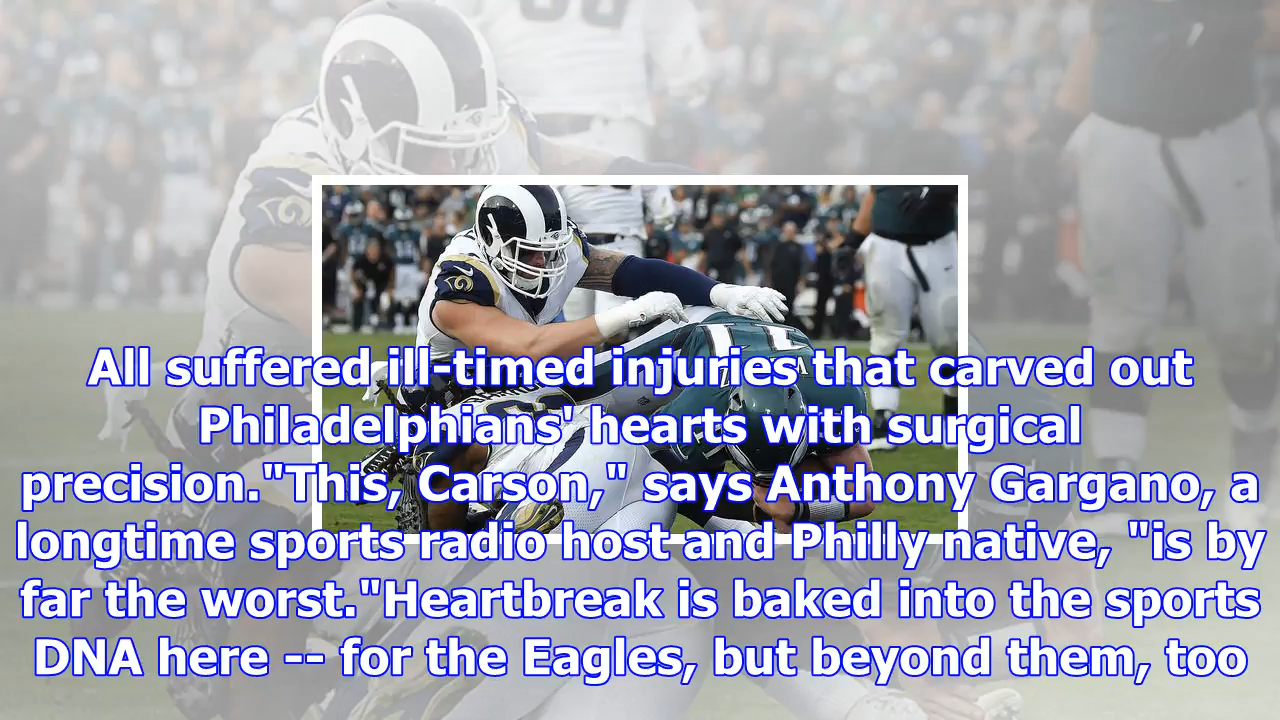 All suffered ill-timed injuries that carved out
Philadelphians' hearts with surgical
precision."This, Carson," says Anthony Gargano, a
longtime sports radio host and Philly native, "is by
far the worst."Heartbreak is baked into the sports
DNA here -- for the Eagles, but beyond them, too